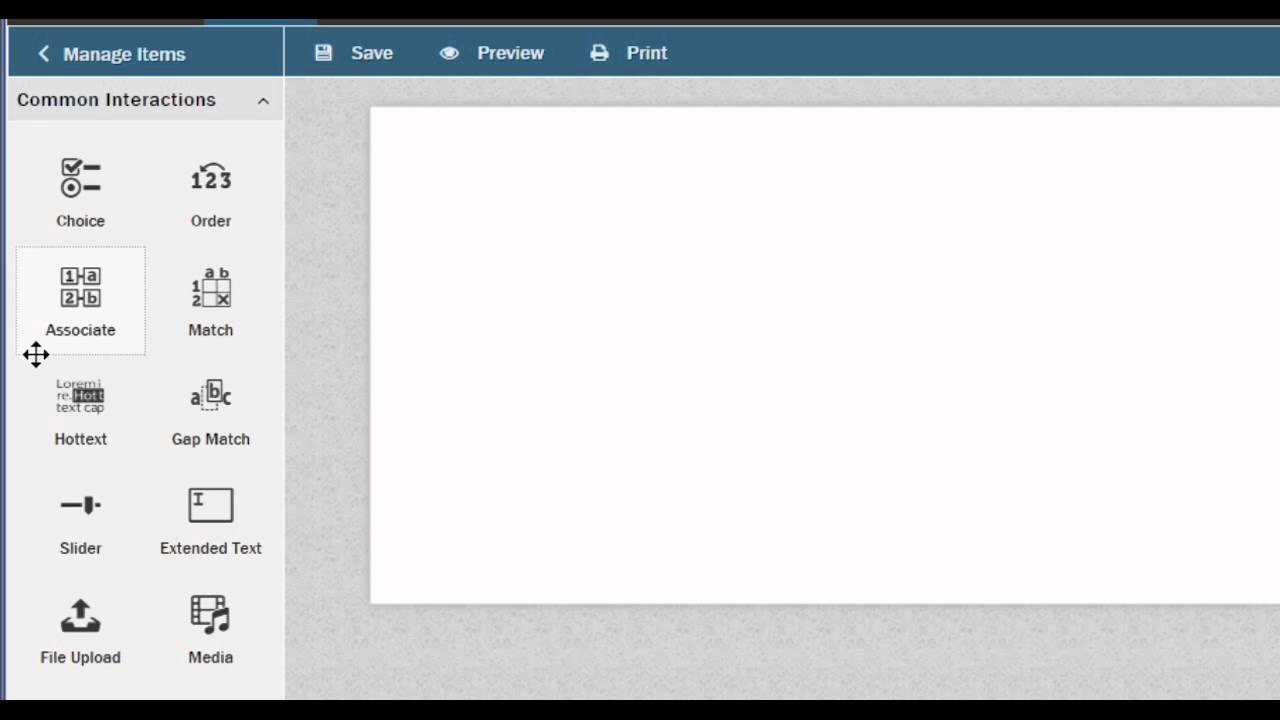 Manage Items
Save
Preview
Print
Common Interactions
123
Choice
Order
1 a
2 b
a b
1
2 x
Associate
Match
Lorem i
re. Hott
text cap
a b c
Hottext
Gap Match
Slider
Extended Text
File Upload
Media